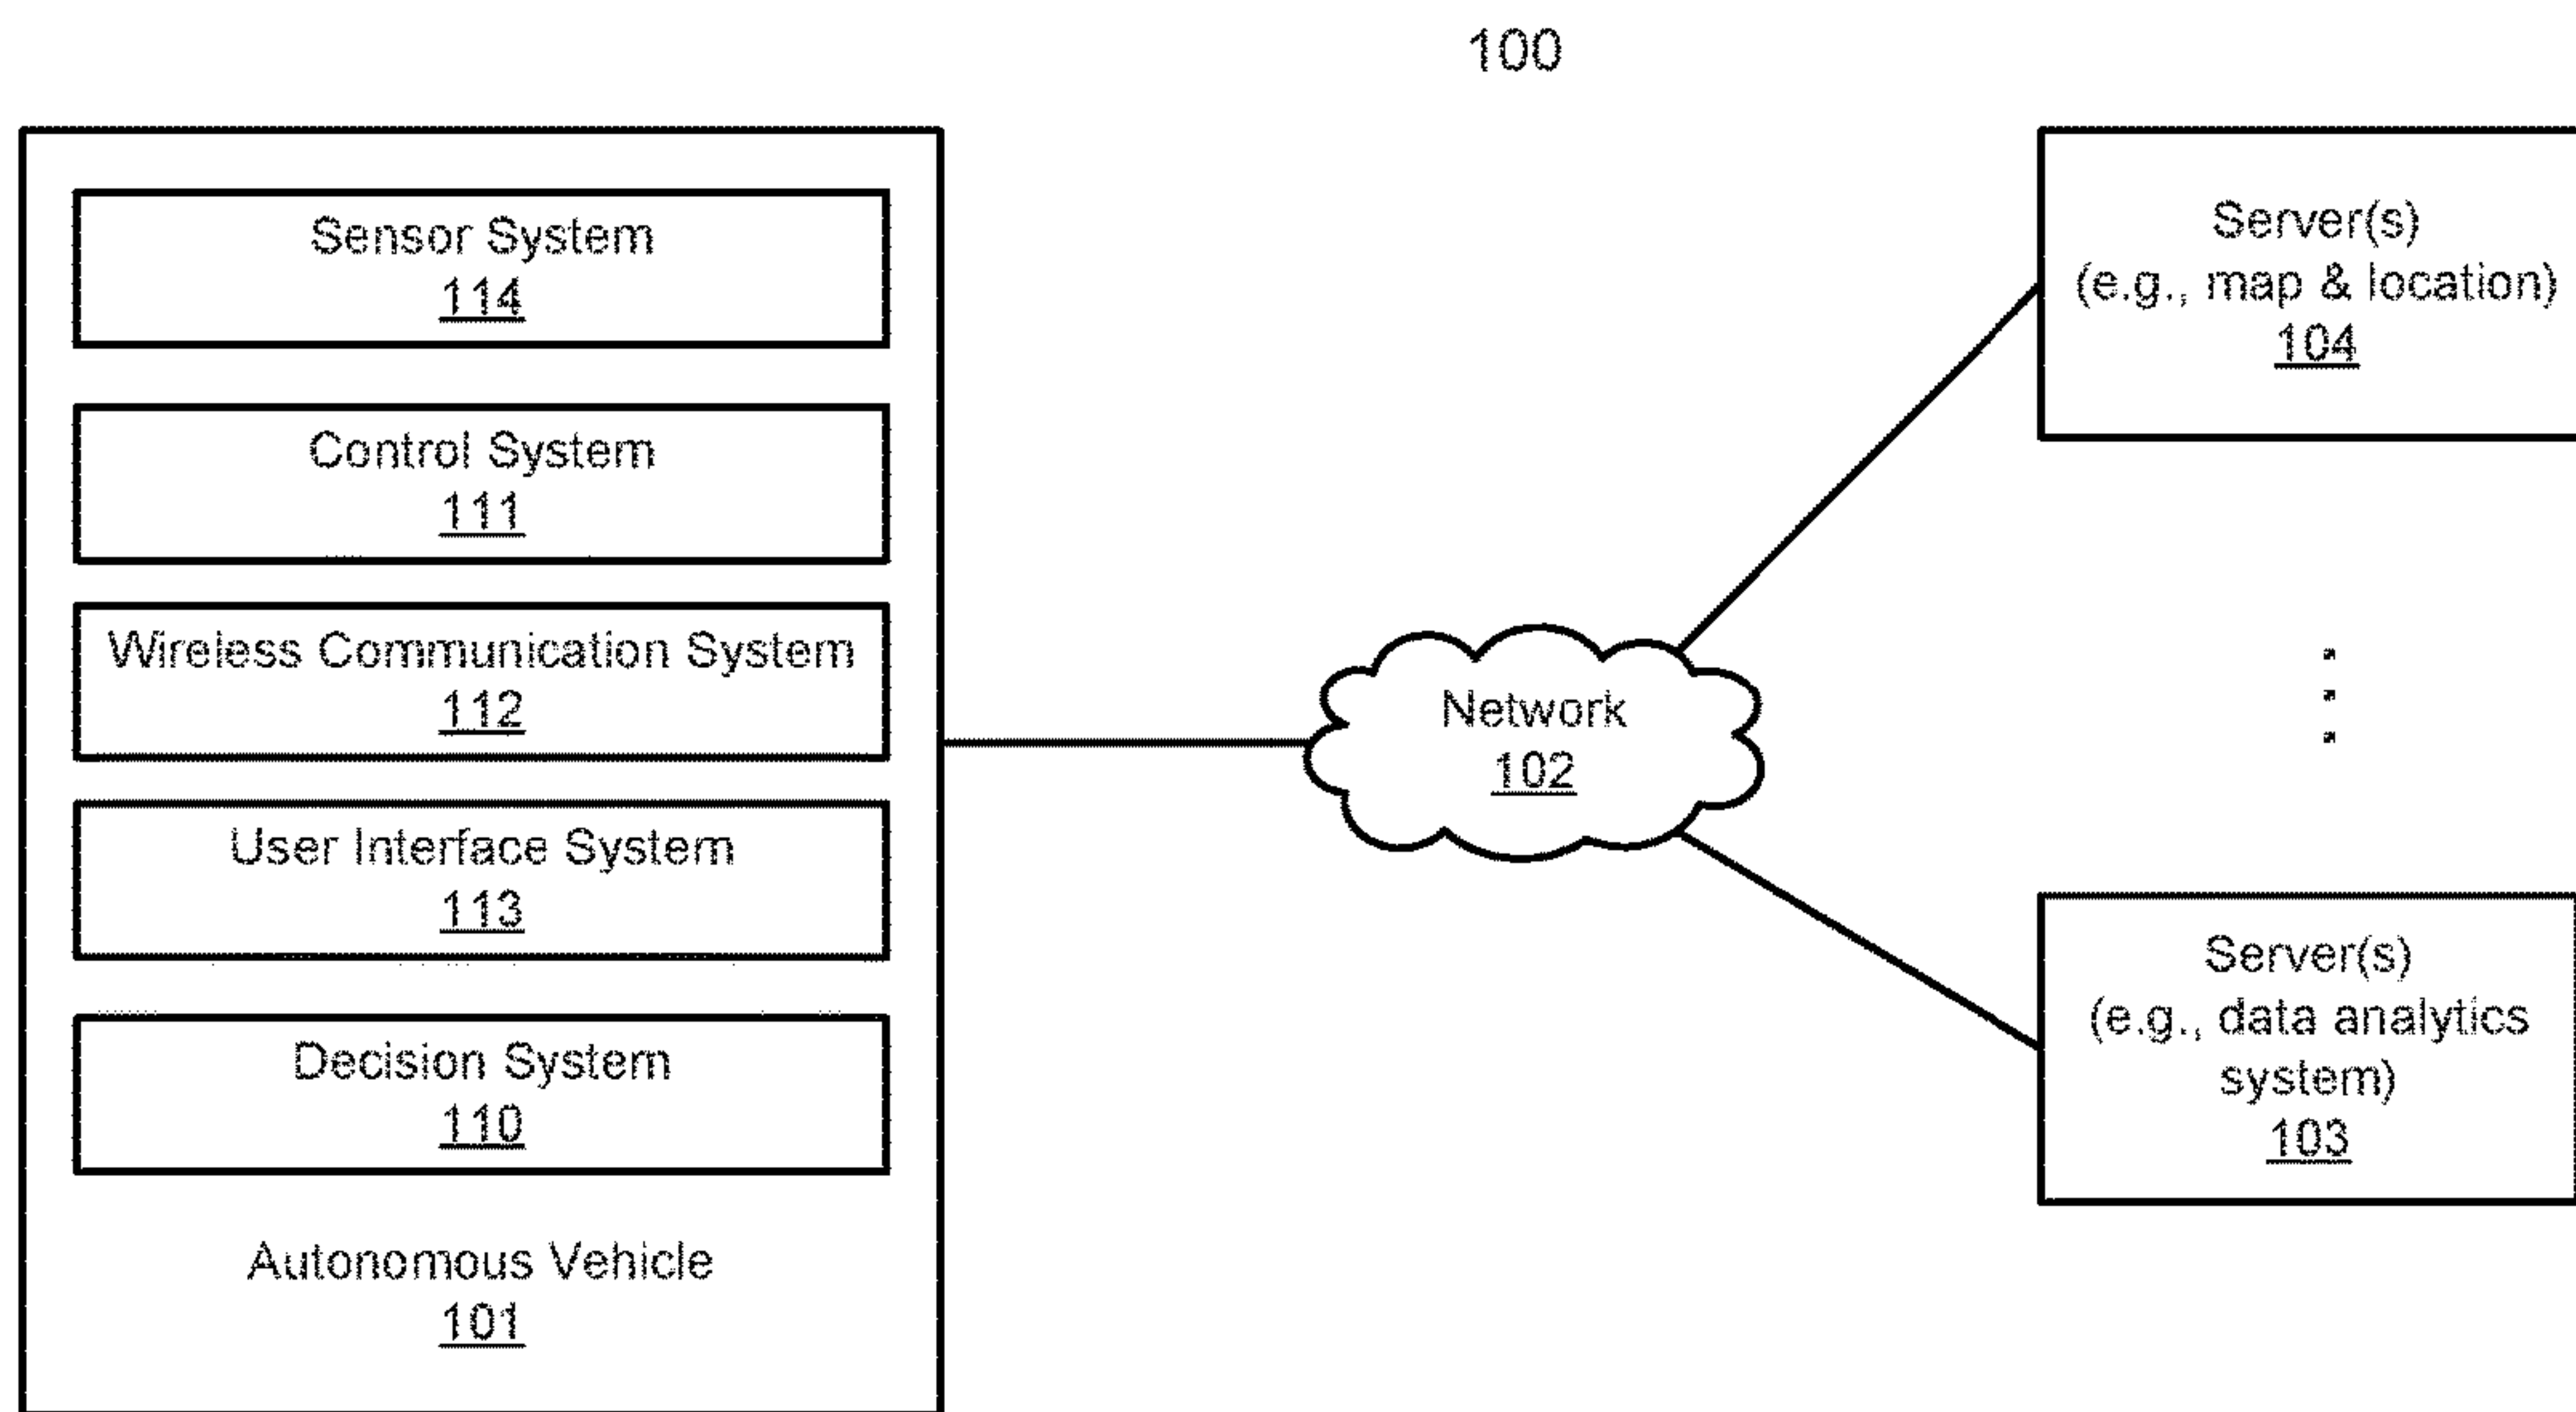 100
Sensor System
114
Control System
111
Wireless Communication System
112
User Interface System
113
Decision System
110
Autonomous Vehicle
101
Network
102
Server(s)
(e.g., map & location)
104
Server(s)
(e.g., data analytics
system)
103